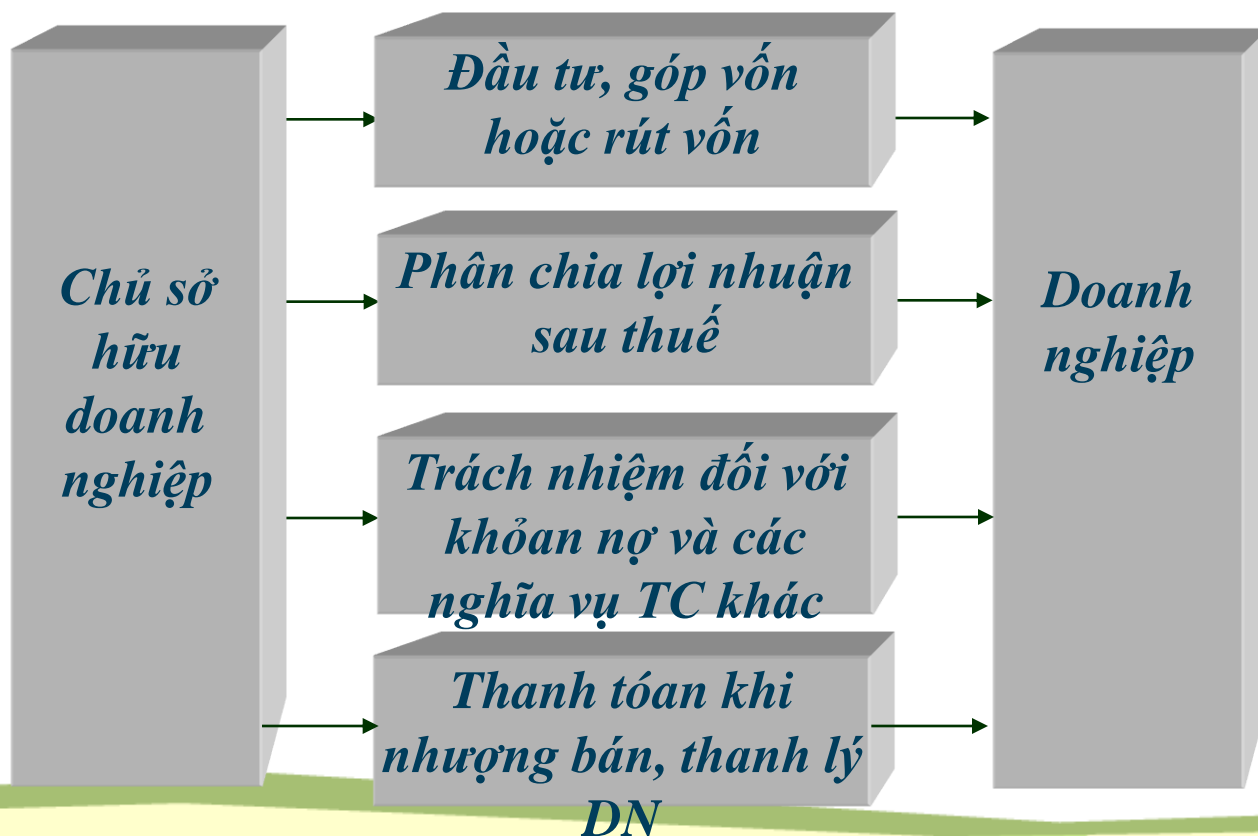 Chủ sở
hữu
doanh
nghiệp
Đầu tư, góp vốn
hoặc rút vốn
Phân chia lợi nhuận
sau thuế
Trách nhiệm đối với
khỏan nợ và các
nghĩa vụ TC khác
Thanh tóan khi
nhượng bán, thanh lý
DN
Doanh
nghiệp